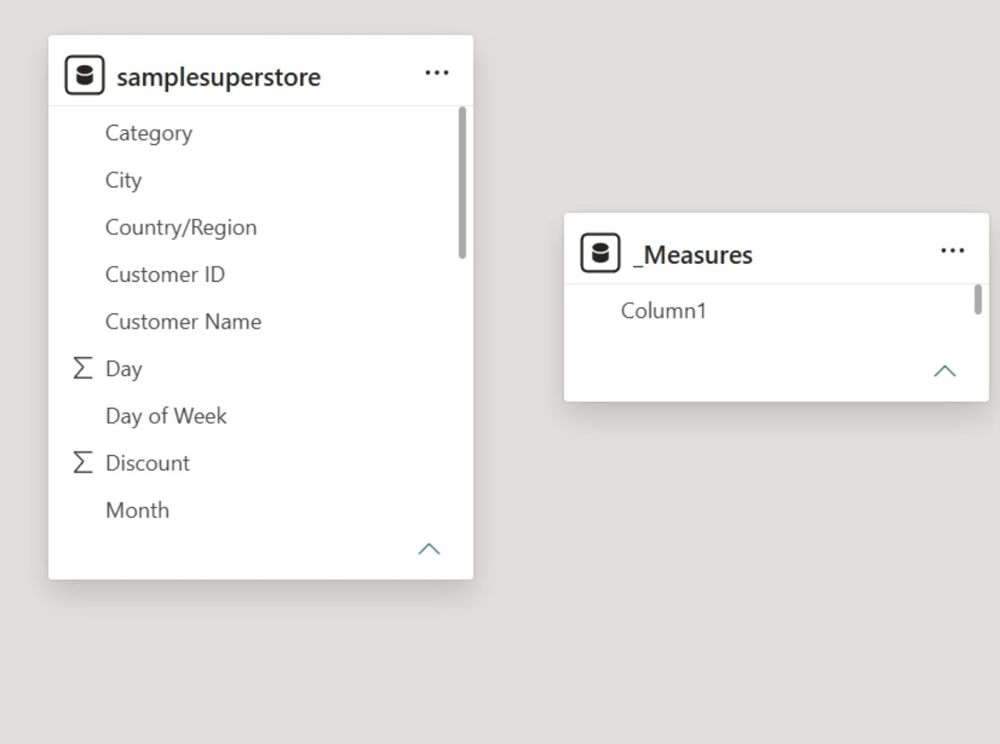 samplesuperstore
Category
City
Country/Region
Customer ID
Customer Name
Σ Day
Day of Week
Σ Discount
Month
_Measures
Column1